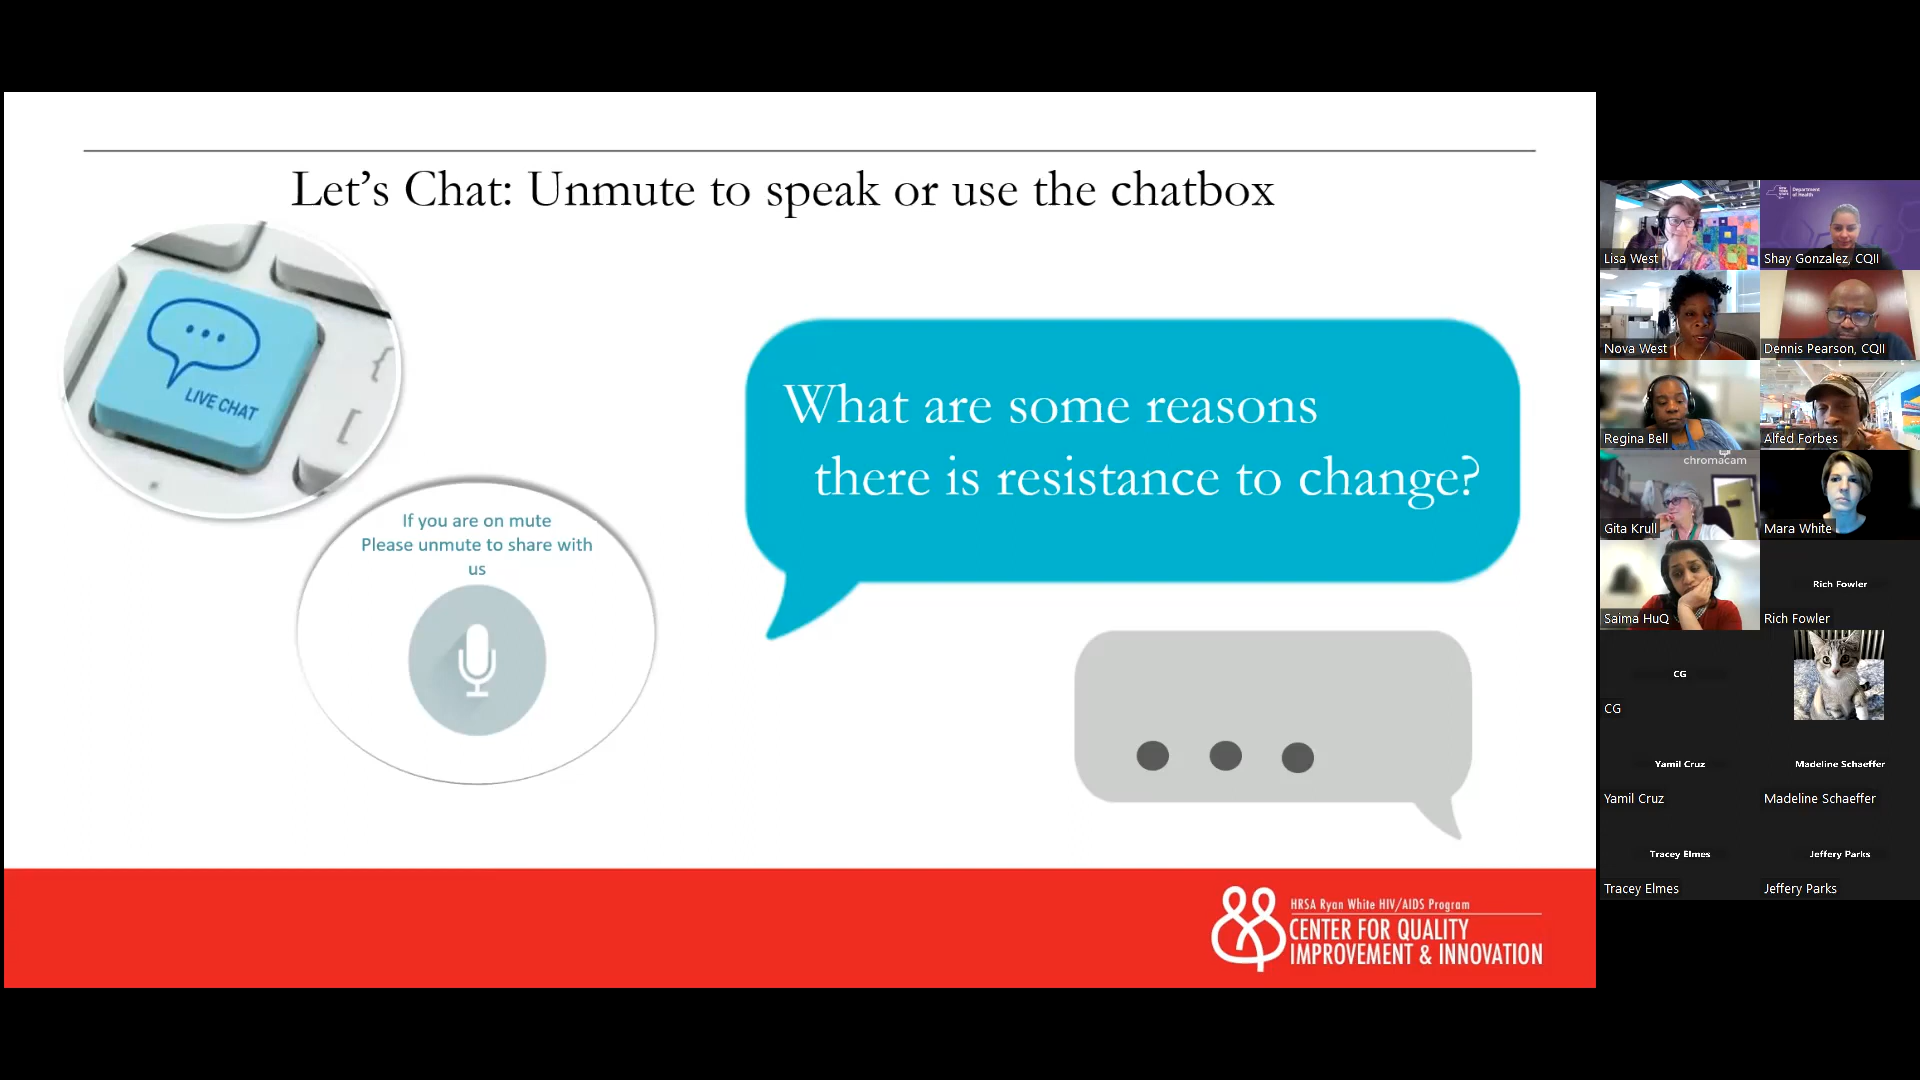 Let's Chat: Unmute to speak or use the chatbox
LIVE CHAT
{
[
If you are on mute
Please unmute to share with
us
What are some reasons
there is resistance to change?
HRSA Ryan White HIV/AIDS Program
CENTER FOR QUALITY
IMPROVEMENT & INNOVATION
Lisa West
Department
of Health
Shay Gonzalez, CQII
Nova West
Dennis Pearson, CQII
Regina Bell
Alfed Forbes
chromacam
Gita Krull
Mara White
Saima HuQ
Rich Fowler
Rich Fowler
CG
CG
Yamil Cruz
Yamil Cruz
Madeline Schaeffer
Madeline Schaeffer
Tracey Elmes
Tracey Elmes
Jeffery Parks
Jeffery Parks